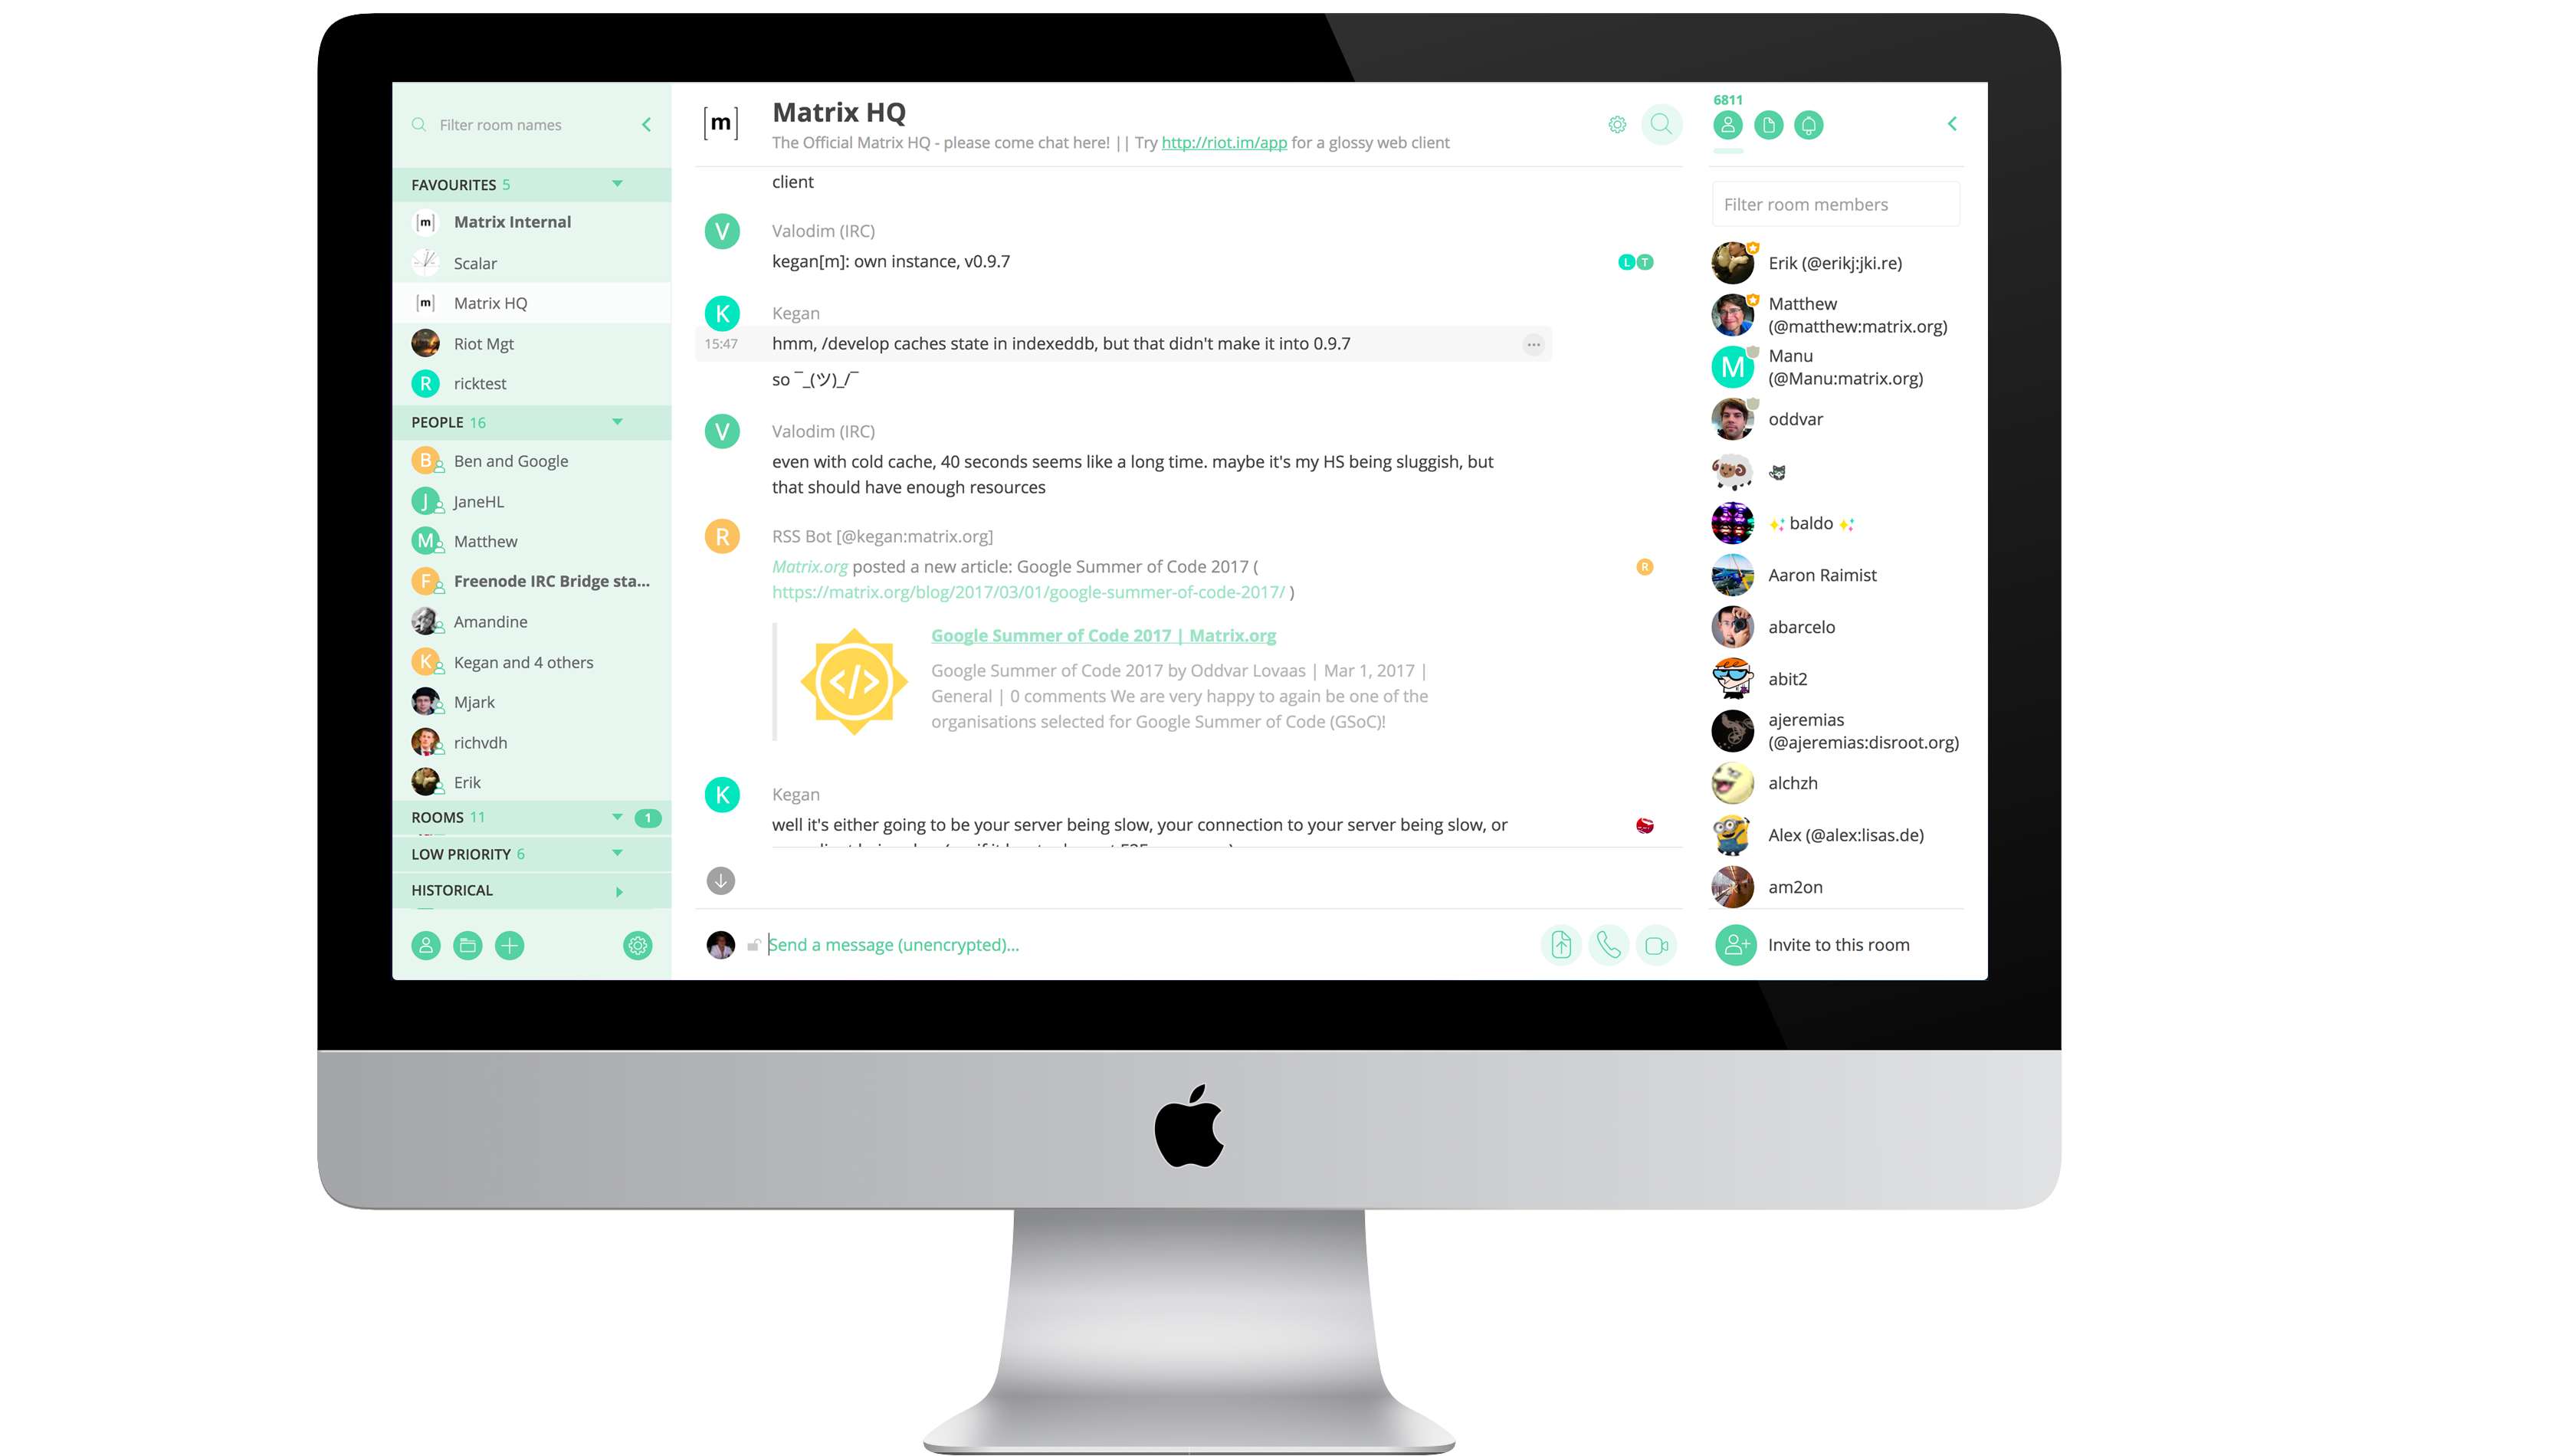 Filter room names
FAVOURITES 5
[m] Matrix Internal
Scalar
[m] Matrix HQ
Riot Mgt
R ricktest
PEOPLE 16
B Ben and Google
J JaneHL
M Matthew
F Freenode IRC Bridge sta...
Amandine
K Kegan and 4 others
Mjark
richvdh
Erik
ROOMS 11 1
LOW PRIORITY 6
HISTORICAL
[m] Matrix HQ
The Official Matrix HQ - please come chat here! || Try http://riot.im/app for a glossy web client
client
V Valodim (IRC)
kegan[m]: own instance, v0.9.7 L T
K Kegan
15:47 hmm, /develop caches state in indexeddb, but that didn't make it into 0.9.7 ...
so ¯_(ツ)_/¯
V Valodim (IRC)
even with cold cache, 40 seconds seems like a long time. maybe it's my HS being sluggish, but
that should have enough resources
R RSS Bot [@kegan:matrix.org]
Matrix.org posted a new article: Google Summer of Code 2017 ( R
https://matrix.org/blog/2017/03/01/google-summer-of-code-2017/ )
</> Google Summer of Code 2017 | Matrix.org
Google Summer of Code 2017 by Oddvar Lovaas | Mar 1, 2017 |
General | 0 comments We are very happy to again be one of the
organisations selected for Google Summer of Code (GSoC)!
K Kegan
well it's either going to be your server being slow, your connection to your server being slow, or
Send a message (unencrypted)...
6811
Filter room members
Erik (@erikj:jki.re)
Matthew
(@matthew:matrix.org)
M Manu
(@Manu:matrix.org)
oddvar
🐱
✨ baldo ✨
Aaron Raimist
abarcelo
abit2
ajeremias
(@ajeremias:disroot.org)
alchzh
Alex (@alex:lisas.de)
am2on
Invite to this room